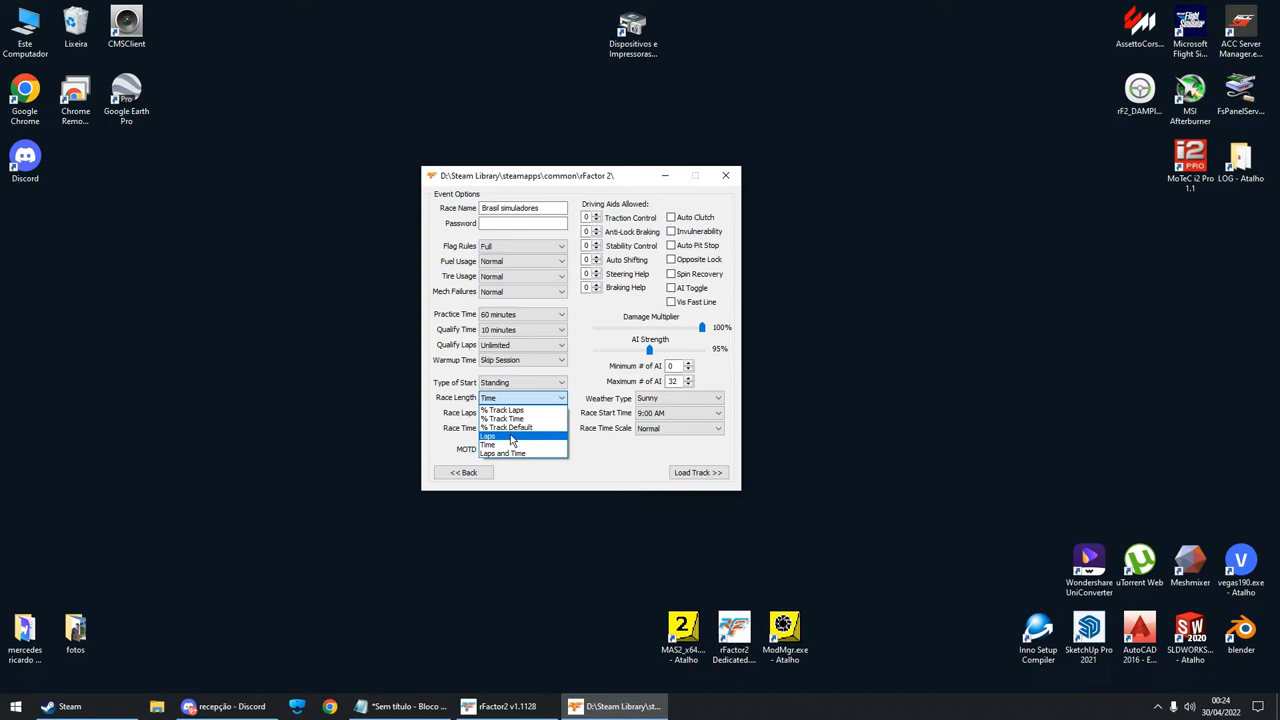 Este
Computador
Lixeira
CMSClient
Google
Chrome
Chrome
Remo...
Google Earth
Pro
Discord
Dispositivos e
Impressoras...
AssettoCors...
Microsoft
Flight Si...
ACC Server
Manager.e...
rF2_DAMPI...
MSI
Afterburner
FsPanelServ...
MoTeC i2 Pro
1.1
LOG - Atalho
D:\Steam Library\steamapps\common\rFactor 2\
Event Options
Race Name Brasil simuladores
Password
Flag Rules Full
Fuel Usage Normal
Tire Usage Normal
Mech Failures Normal
Practice Time 60 minutes
Qualify Time 10 minutes
Qualify Laps Unlimited
Warmup Time Skip Session
Type of Start Standing
Race Length Time
% Track Laps
% Track Time
% Track Default
Laps
Time
Laps and Time
Race Laps
Race Time
MOTD
<< Back
Driving Aids Allowed:
0 Traction Control
0 Anti-Lock Braking
0 Stability Control
0 Auto Shifting
0 Steering Help
0 Braking Help
Auto Clutch
Invulnerability
Auto Pit Stop
Opposite Lock
Spin Recovery
AI Toggle
Vis Fast Line
Damage Multiplier
100%
AI Strength
95%
Minimum # of AI 0
Maximum # of AI 32
Weather Type Sunny
Race Start Time 9:00 AM
Race Time Scale Normal
Load Track >>
Wondershare
UniConverter
uTorrent Web
Meshmixer
vegas190.exe
- Atalho
mercedes
ricardo ...
fotos
MAS2_x64....
- Atalho
rFactor2
Dedicated....
ModMgr.exe
- Atalho
Inno Setup
Compiler
SketchUp Pro
2021
AutoCAD
2016 - E...
SLDWORKS...
- Atalho
blender
Steam
recepção - Discord
*Sem título - Bloco ...
rFactor2 v1.1128
D:\Steam Library\st...
00:24
30/04/2022